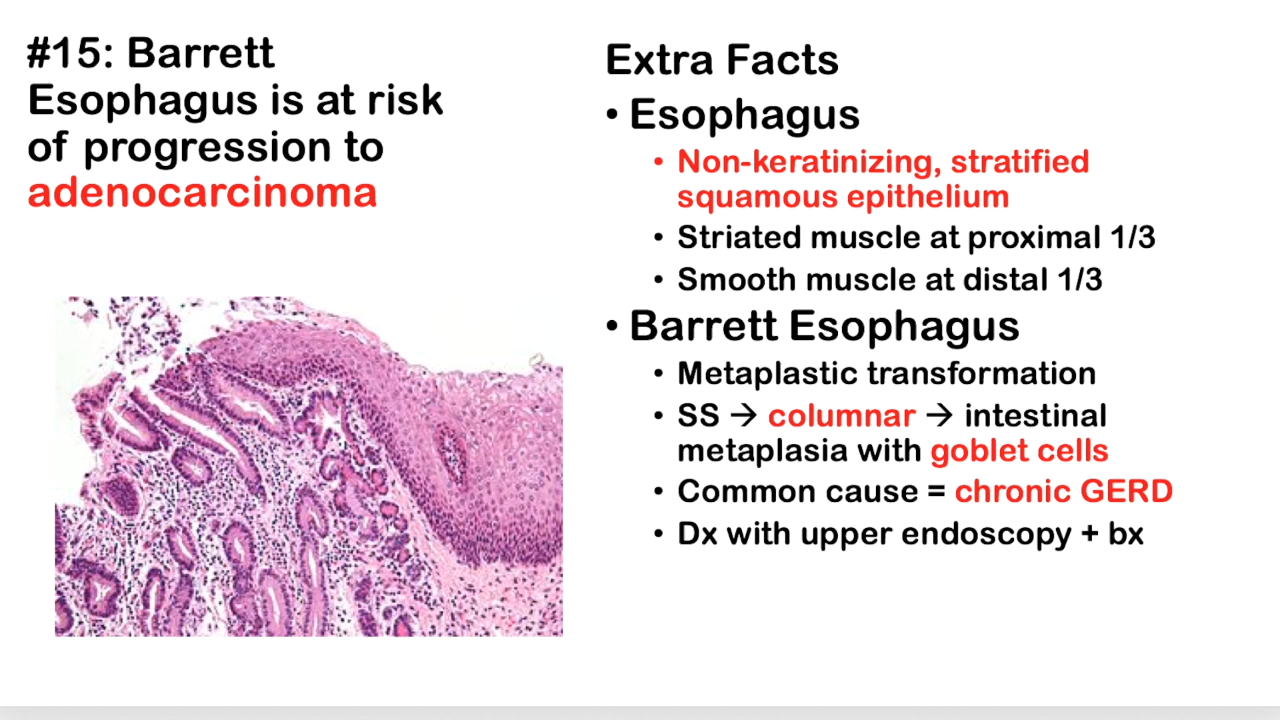 #15: Barrett
Esophagus is at risk
of progression to
adenocarcinoma
Extra Facts
• Esophagus
• Non-keratinizing, stratified
squamous epithelium
• Striated muscle at proximal 1/3
• Smooth muscle at distal 1/3
• Barrett Esophagus
• Metaplastic transformation
• SS → columnar → intestinal
metaplasia with goblet cells
• Common cause = chronic GERD
• Dx with upper endoscopy + bx